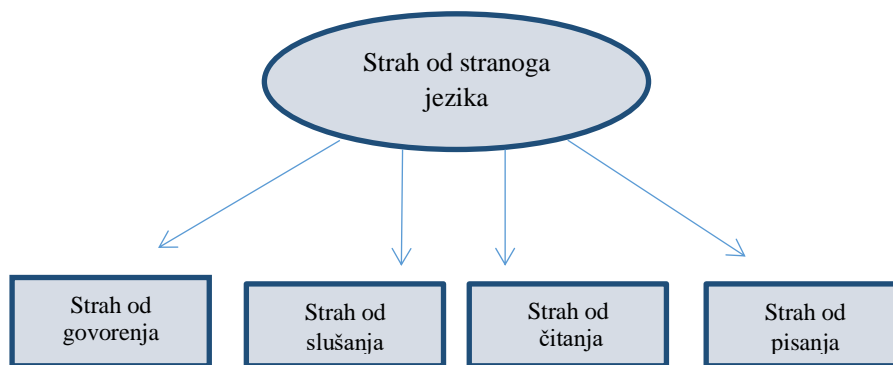 Strah od stranoga
jezika
Strah od
govorenja
Strah od
slušanja
Strah od
čitanja
Strah od
pisanja